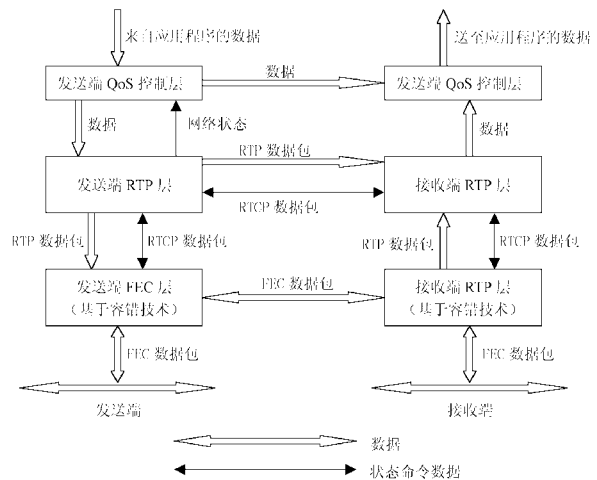 来自应用程序的数据
送至应用程序的数据
发送端 QoS 控制层
数据
发送端 QoS 控制层
数据
网络状态
数据
RTP 数据包
发送端 RTP 层
接收端 RTP 层
RTCP 数据包
RTP 数据包
RTCP 数据包
RTP 数据包
RTCP 数据包
发送端 FEC 层
(基于容错技术)
FEC 数据包
接收端 RTP 层
(基于容错技术)
FEC 数据包
FEC 数据包
发送端
接收端
数据
状态命令数据